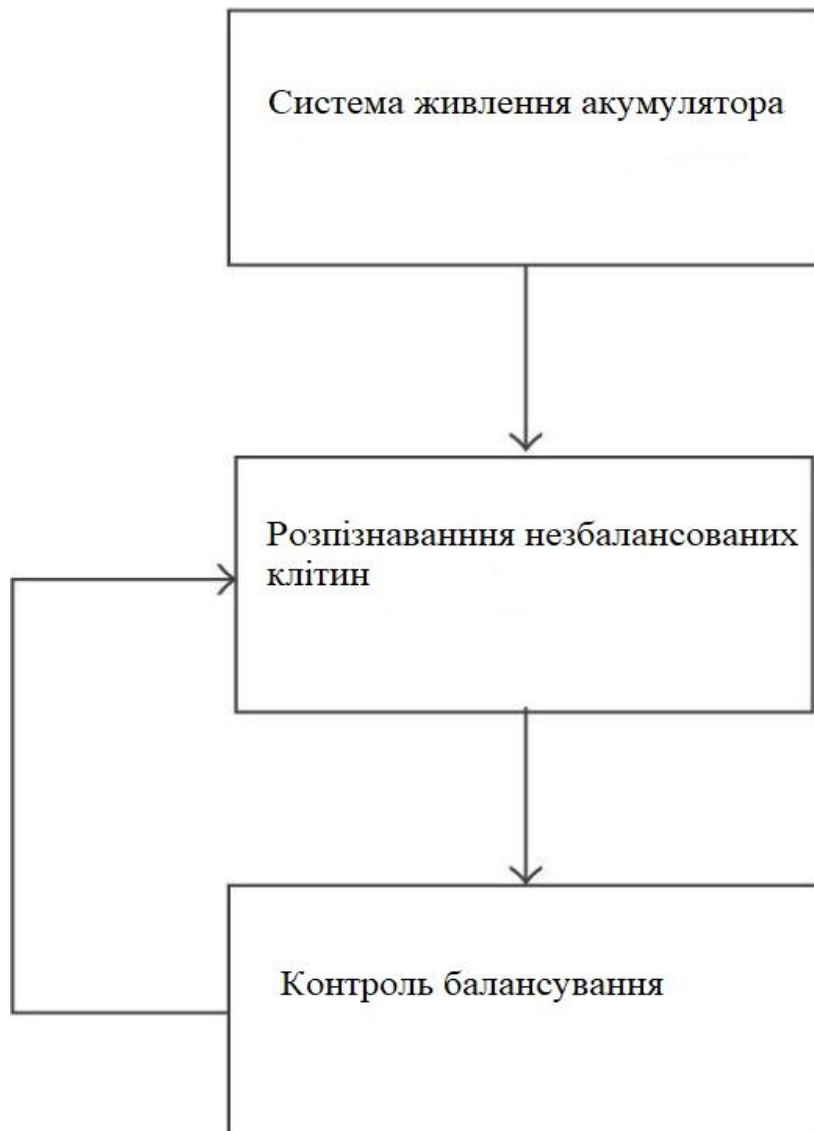 Система живлення акумулятора
Розпізнаванння незбалансованих
клітин
Контроль балансування